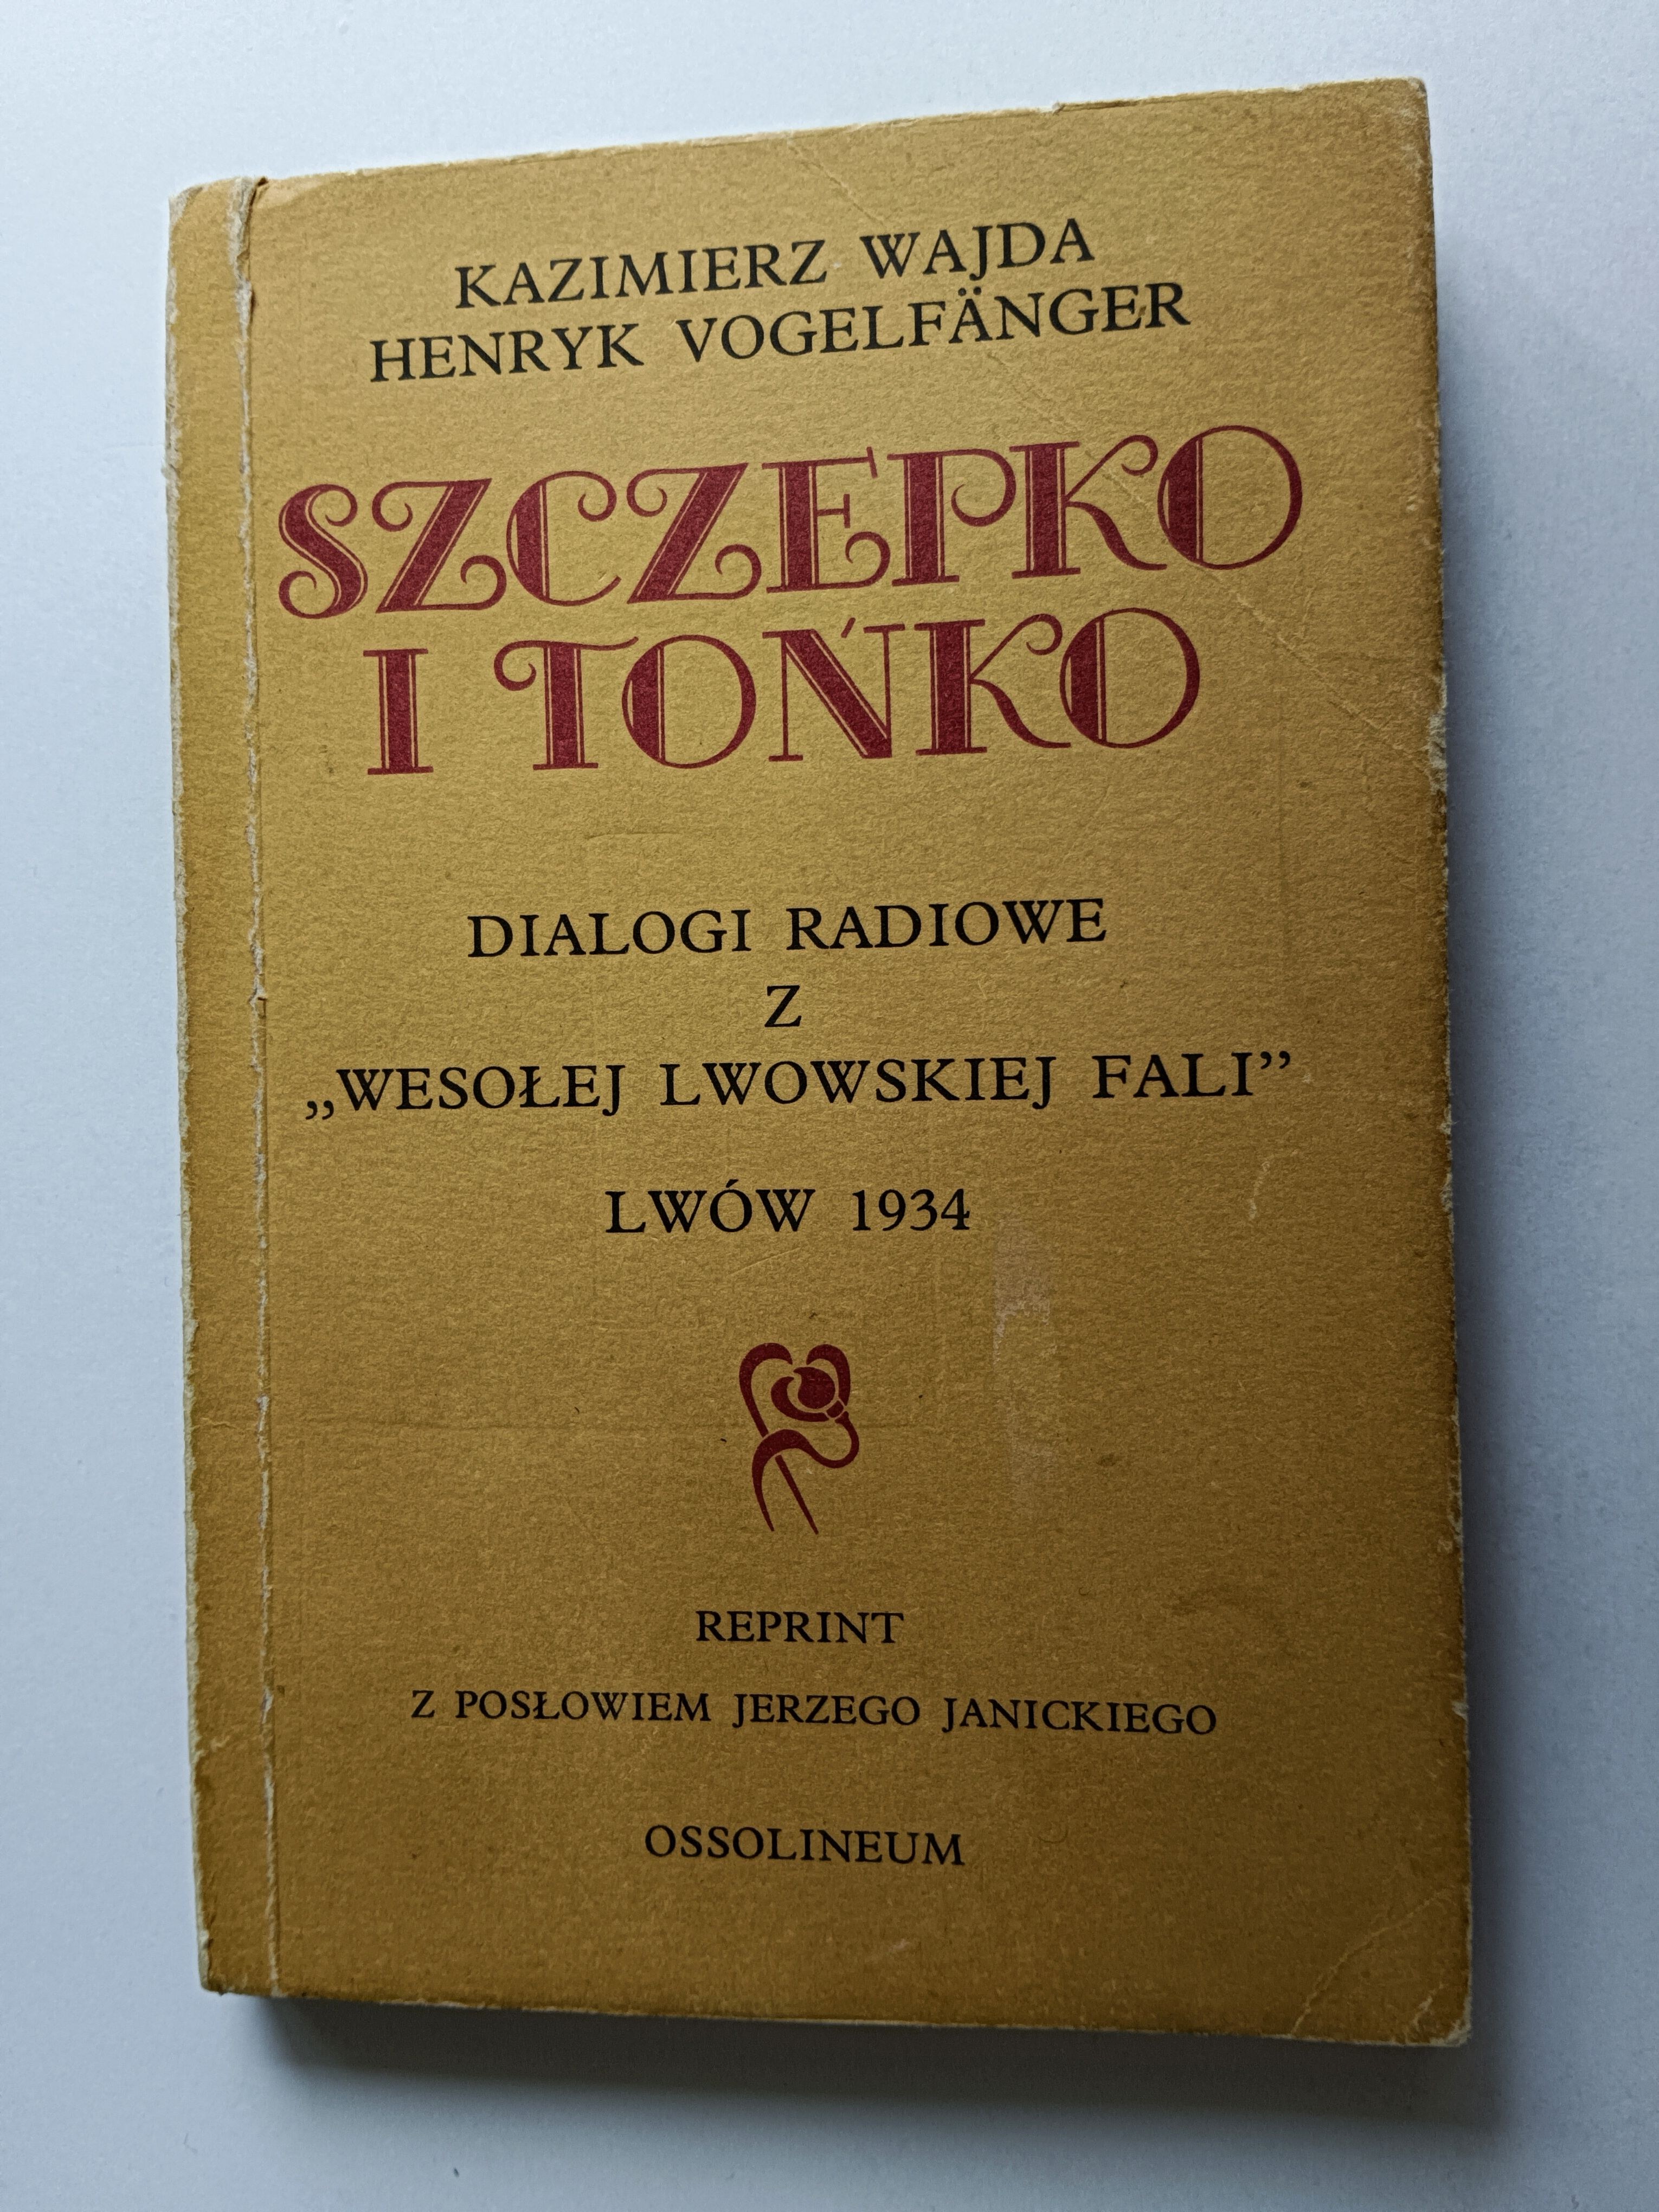 KAZIMIERZ WAJDA
HENRYK VOGELFÄNGER
SZCZEPKO
I TOŃKO
DIALOGI RADIOWE
Z
„WESOŁEJ LWOWSKIEJ FALI”
LWÓW 1934
REPRINT
Z POSŁOWIEM JERZEGO JANICKIEGO
OSSOLINEUM